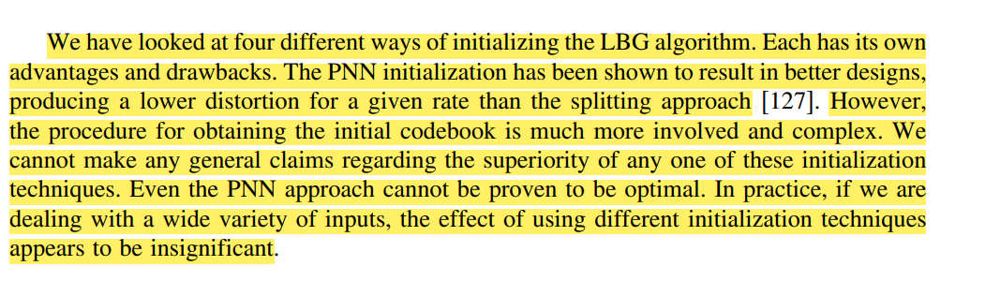 We have looked at four different ways of initializing the LBG algorithm. Each has its own
advantages and drawbacks. The PNN initialization has been shown to result in better designs,
producing a lower distortion for a given rate than the splitting approach [127]. However,
the procedure for obtaining the initial codebook is much more involved and complex. We
cannot make any general claims regarding the superiority of any one of these initialization
techniques. Even the PNN approach cannot be proven to be optimal. In practice, if we are
dealing with a wide variety of inputs, the effect of using different initialization techniques
appears to be insignificant.